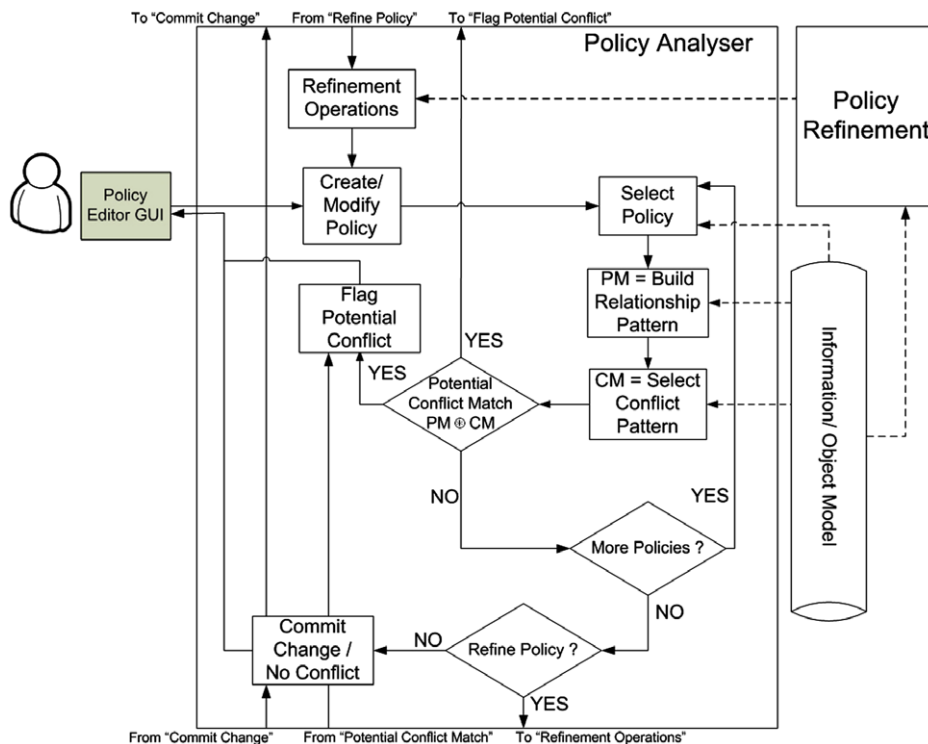 To “Commit Change”
From “Refine Policy”
To “Flag Potential Conflict”
Policy Analyser
Refinement
Operations
Policy
Refinement
Policy
Editor GUI
Create/
Modify
Policy
Select
Policy
Flag
Potential
Conflict
PM = Build
Relationship
Pattern
YES
YES
Potential
Conflict Match
PM ⊕ CM
CM = Select
Conflict
Pattern
Information/ Object Model
NO
YES
More Policies ?
NO
Commit
Change /
No Conflict
NO
Refine Policy ?
YES
From “Commit Change”
From “Potential Conflict Match”
To “Refinement Operations”